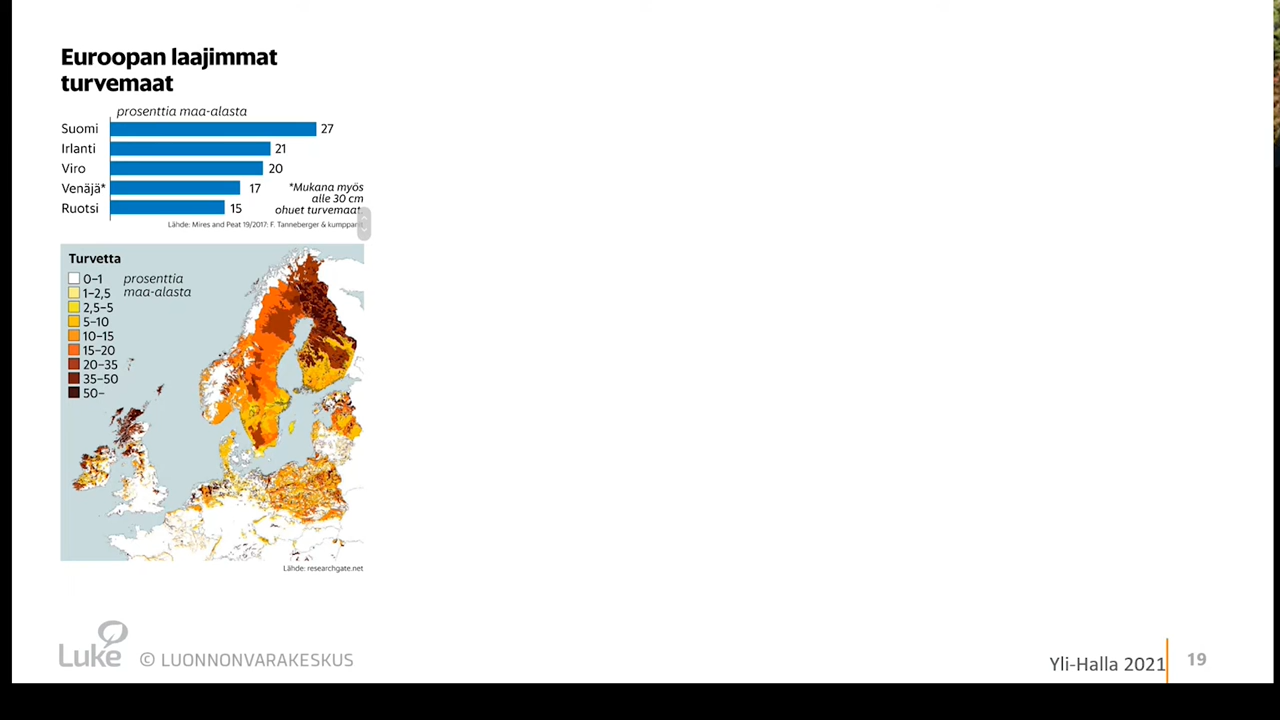 Euroopan laajimmat
turvemaat
prosenttia maa-alasta
Suomi 27
Irlanti 21
Viro 20
Venäjä* 17
Ruotsi 15
*Mukana myös
alle 30 cm
ohuet turvemaat
Lähde: Mires and Peat 19/2017: F. Tanneberger & kumppanit
Turvetta
prosenttia
maa-alasta
0–1
1–2,5
2,5–5
5–10
10–15
15–20
20–35
35–50
50–
Lähde: researchgate.net
Luke
© LUONNONVARAKESKUS
Yli-Halla 2021
19